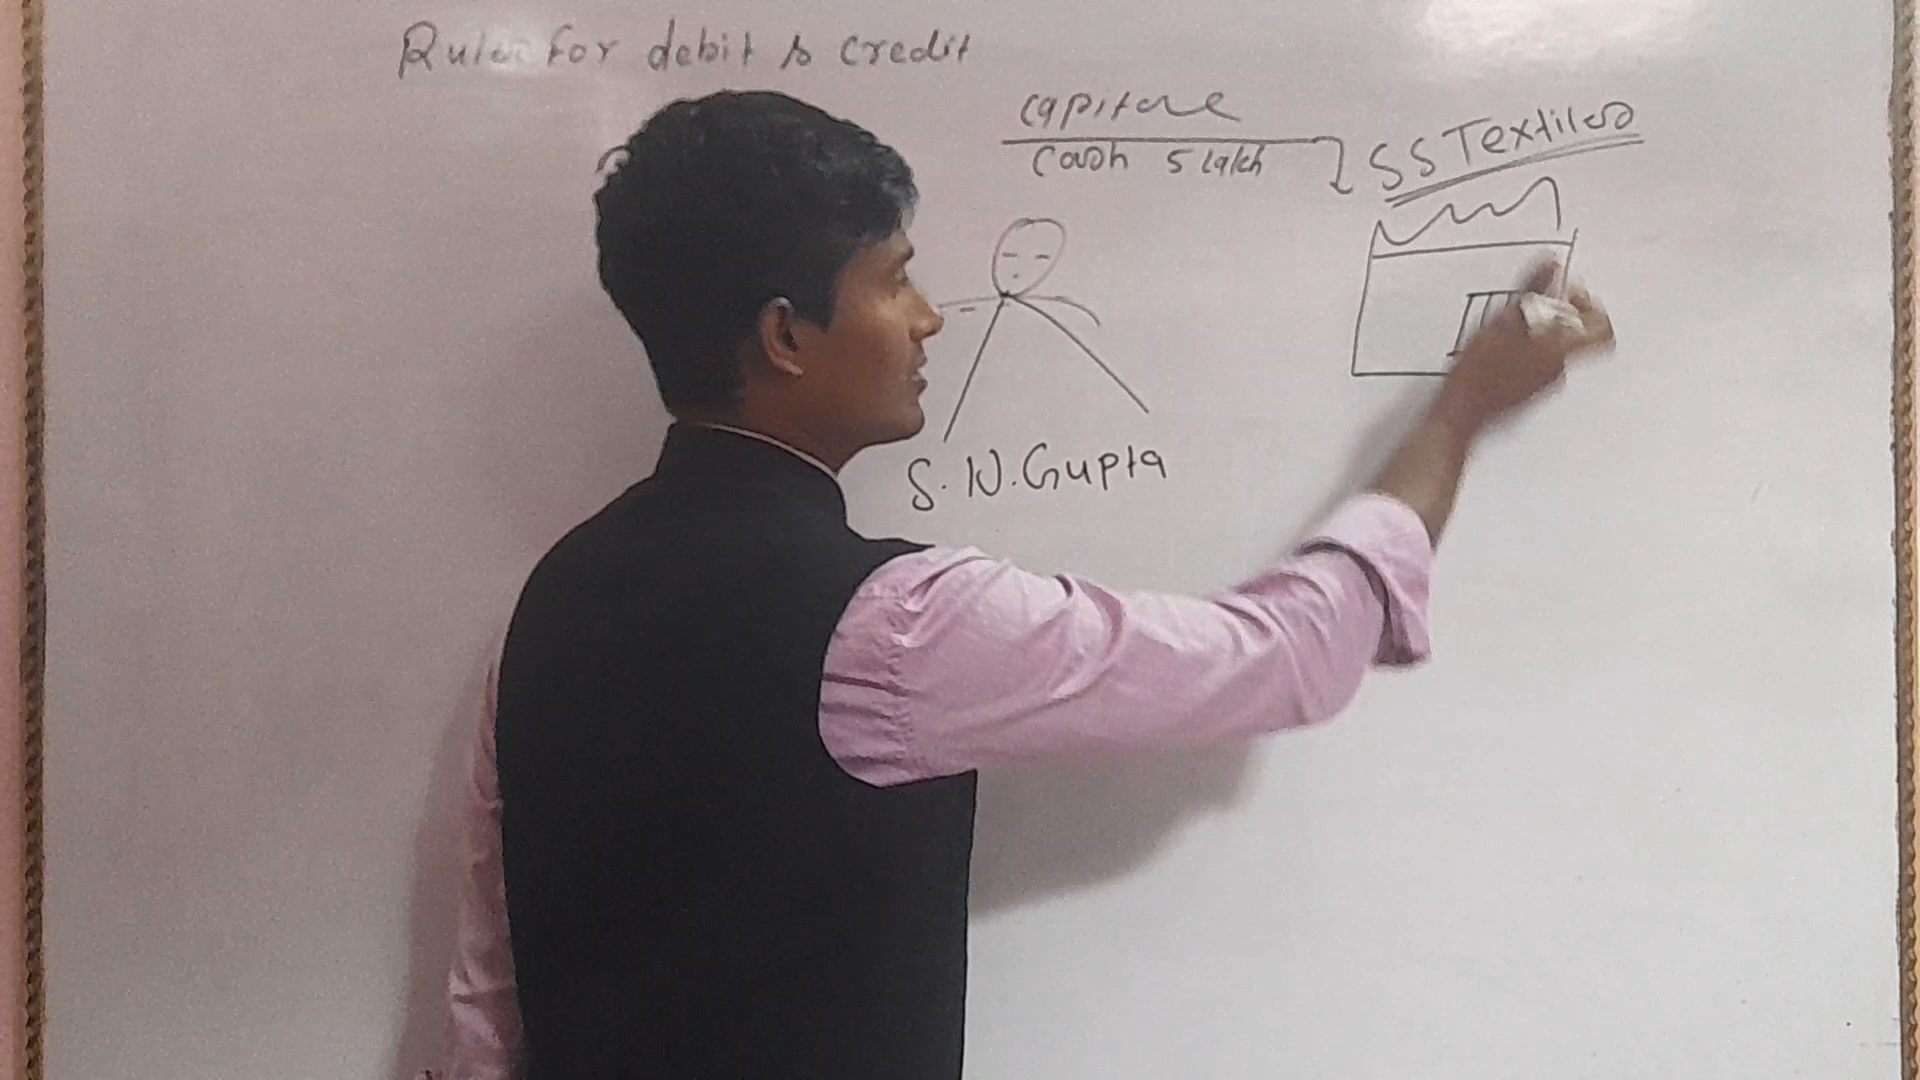 Rules for debit & credit
capital
cash 5 lakh
SS Textiles
S. N. Gupta